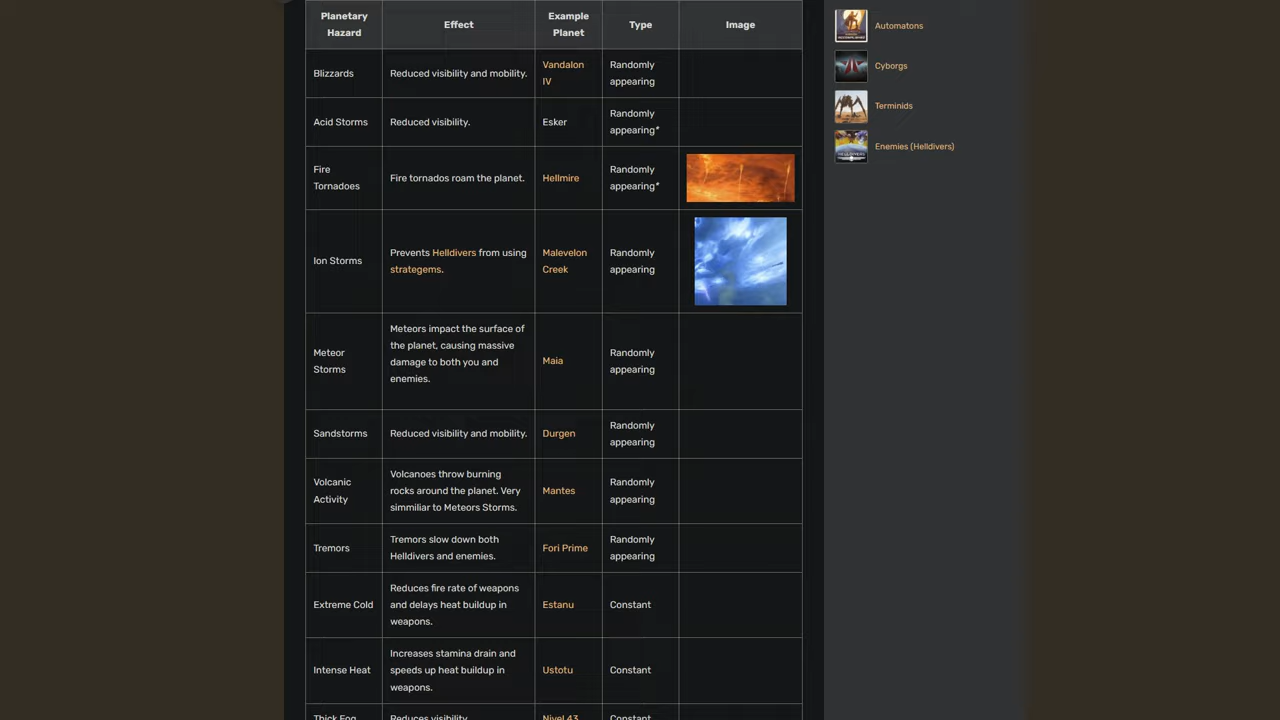 Planetary
Hazard
Effect
Example
Planet
Type
Image
Blizzards
Reduced visibility and mobility.
Vandalon
IV
Randomly
appearing
Acid Storms
Reduced visibility.
Esker
Randomly
appearing*
Fire
Tornadoes
Fire tornados roam the planet.
Hellmire
Randomly
appearing*
Ion Storms
Prevents Helldivers from using
strategems.
Malevelon
Creek
Randomly
appearing
Meteor
Storms
Meteors impact the surface of
the planet, causing massive
damage to both you and
enemies.
Maia
Randomly
appearing
Sandstorms
Reduced visibility and mobility.
Durgen
Randomly
appearing
Volcanic
Activity
Volcanoes throw burning
rocks around the planet. Very
simmiliar to Meteors Storms.
Mantes
Randomly
appearing
Tremors
Tremors slow down both
Helldivers and enemies.
Fori Prime
Randomly
appearing
Extreme Cold
Reduces fire rate of weapons
and delays heat buildup in
weapons.
Estanu
Constant
Intense Heat
Increases stamina drain and
speeds up heat buildup in
weapons.
Ustotu
Constant
Thick Fog
Reduces visibility
Nivel 43
Constant
Automatons
Cyborgs
Terminids
Enemies (Helldivers)